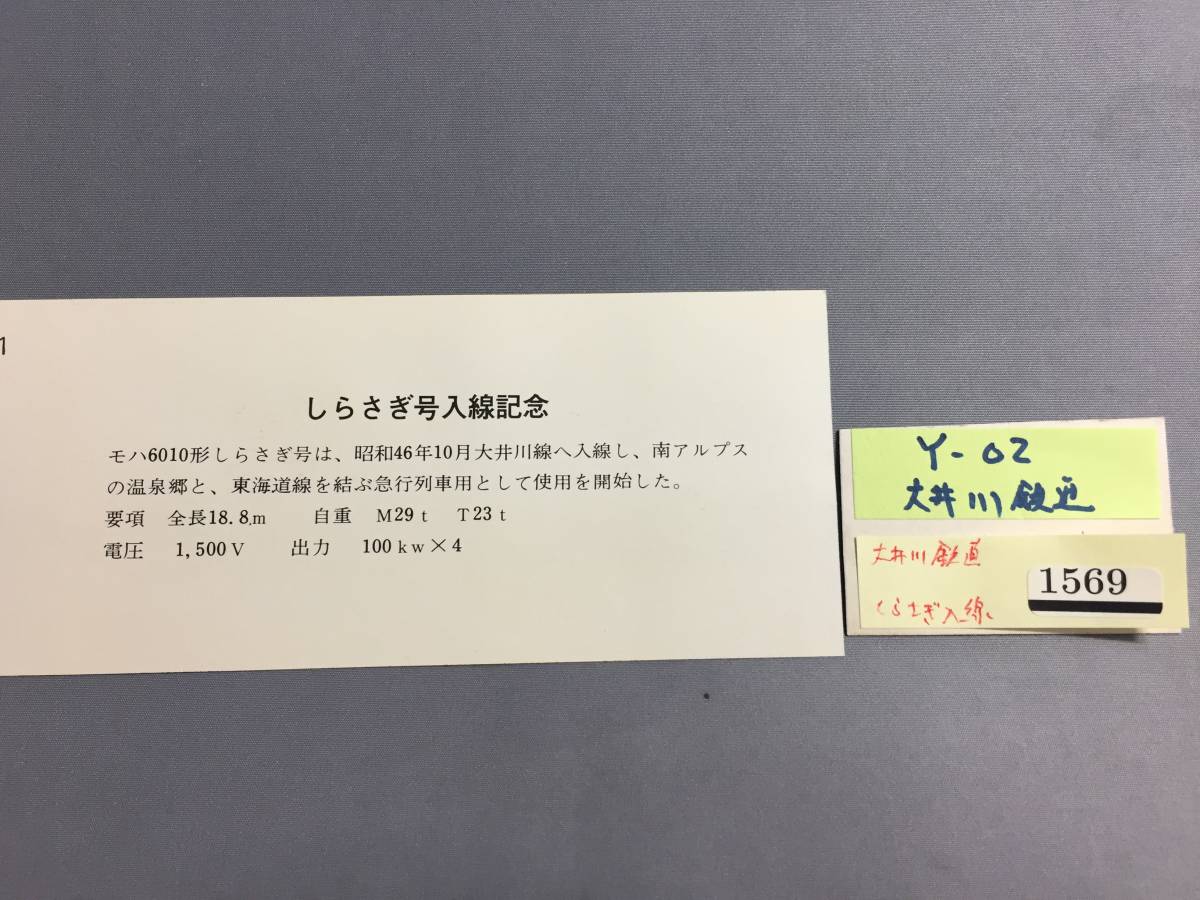 1
しらさぎ号入線記念
モハ6010形しらさぎ号は、昭和46年10月大井川線へ入線し、南アルプス
の温泉郷と、東海道線を結ぶ急行列車用として使用を開始した。
要項 全長18.8m 自重 M29t T23t
電圧 1,500V 出力 100kw×4
Y-02
大井川鉄道
大井川鉄道
しらさぎ入線
1569